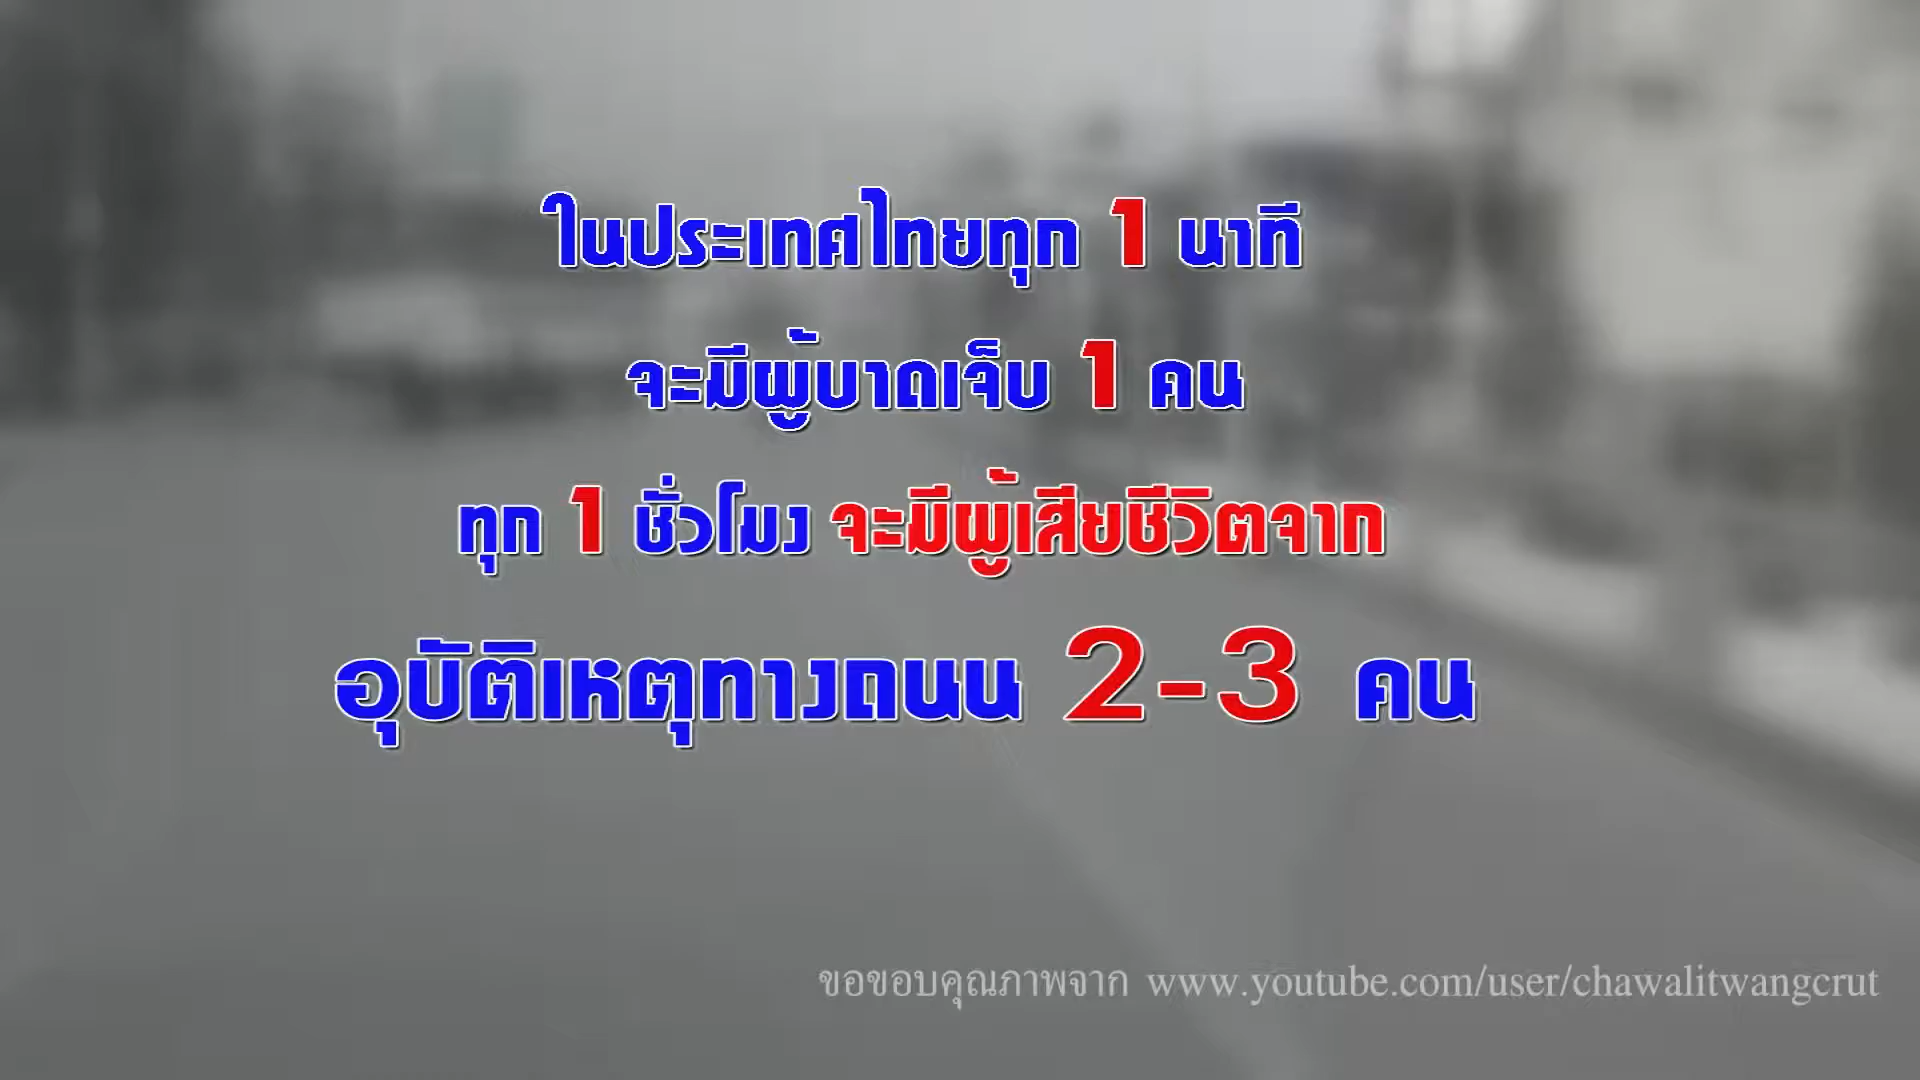 ในประเทศไทยทุก 1 นาที
จะมีผู้บาดเจ็บ 1 คน
ทุก 1 ชั่วโมง จะมีผู้เสียชีวิตจาก
อุบัติเหตุทางถนน 2-3 คน
ขอขอบคุณภาพจาก www.youtube.com/user/chawalitwangcrut